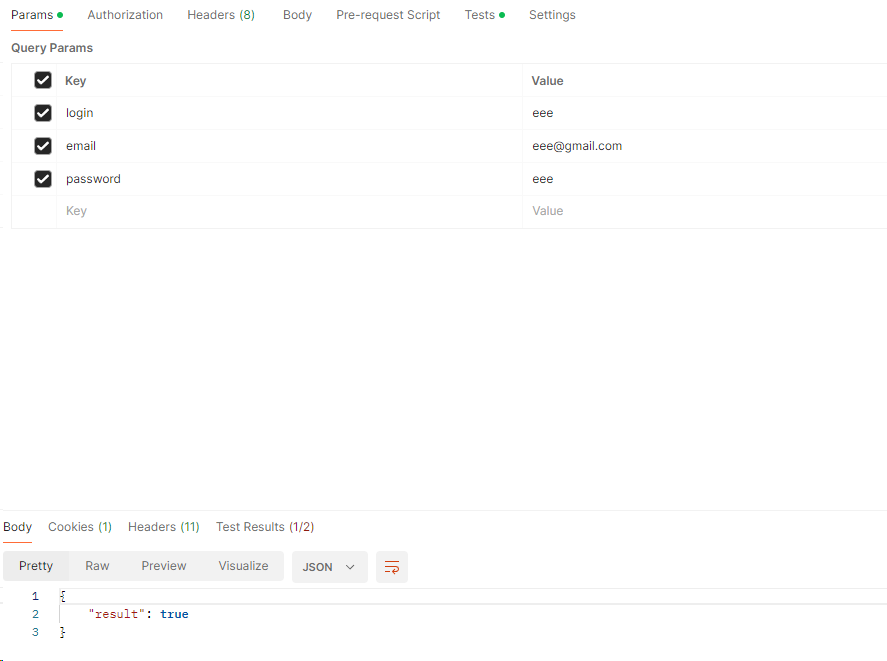 Params Authorization Headers (8) Body Pre-request Script Tests Settings
Query Params
Key Value
login eee
email eee@gmail.com
password eee
Key Value
Body Cookies (1) Headers (11) Test Results (1/2)
Pretty Raw Preview Visualize JSON
1 {
2 "result": true
3 }